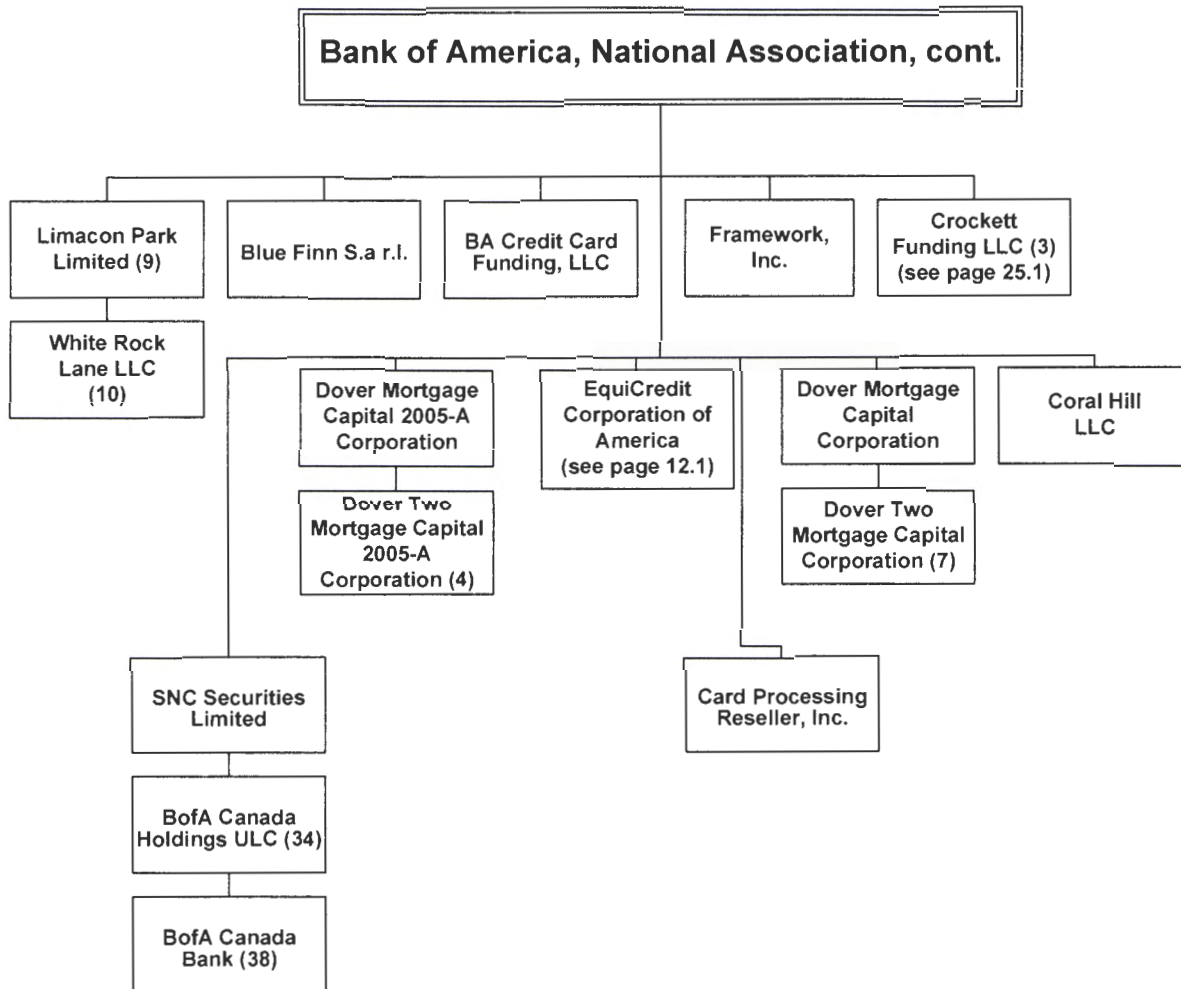 Bank of America, National Association, cont.
Limacon Park
Limited (9)
Blue Finn S.a r.l.
BA Credit Card
Funding, LLC
Framework,
Inc.
Crockett
Funding LLC (3)
(see page 25.1)
White Rock
Lane LLC
(10)
Dover Mortgage
Capital 2005-A
Corporation
EquiCredit
Corporation of
America
(see page 12.1)
Dover Mortgage
Capital
Corporation
Coral Hill
LLC
Dover Two
Mortgage Capital
2005-A
Corporation (4)
Dover Two
Mortgage Capital
Corporation (7)
SNC Securities
Limited
Card Processing
Reseller, Inc.
BofA Canada
Holdings ULC (34)
BofA Canada
Bank (38)